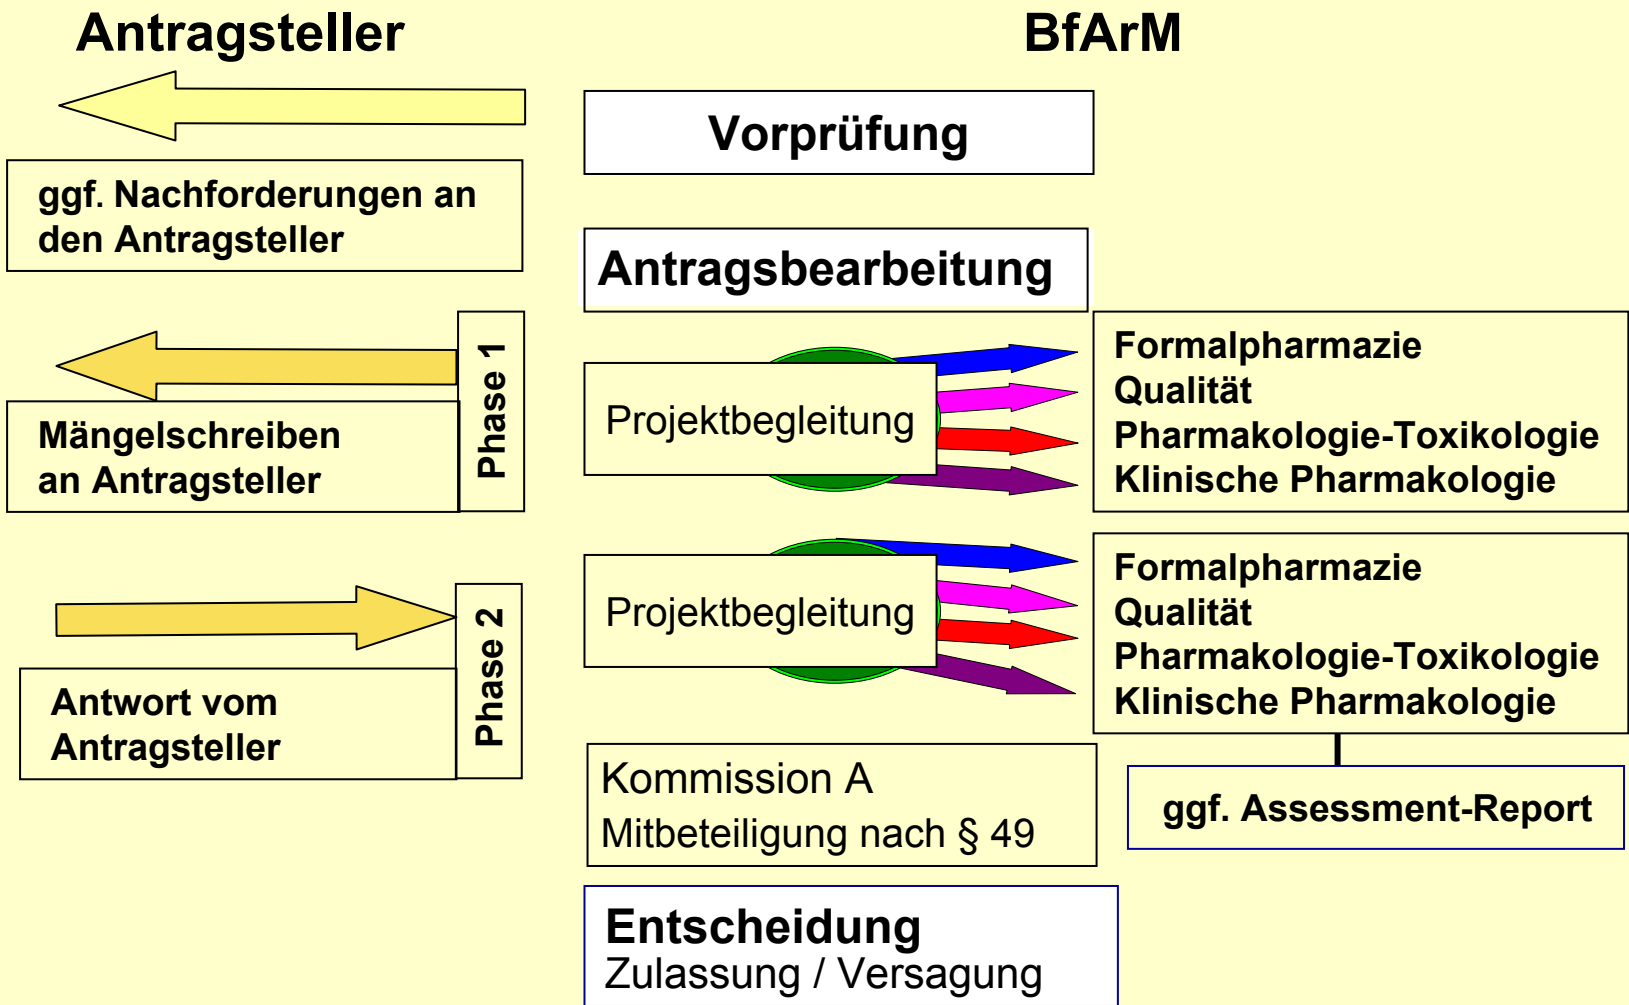 Antragsteller
BfArM
Vorprüfung
ggf. Nachforderungen an
den Antragsteller
Antragsbearbeitung
Phase 1
Mängelschreiben
an Antragsteller
Projektbegleitung
Formalpharmazie
Qualität
Pharmakologie-Toxikologie
Klinische Pharmakologie
Phase 2
Antwort vom
Antragsteller
Projektbegleitung
Formalpharmazie
Qualität
Pharmakologie-Toxikologie
Klinische Pharmakologie
Kommission A
Mitbeteiligung nach § 49
ggf. Assessment-Report
Entscheidung
Zulassung / Versagung